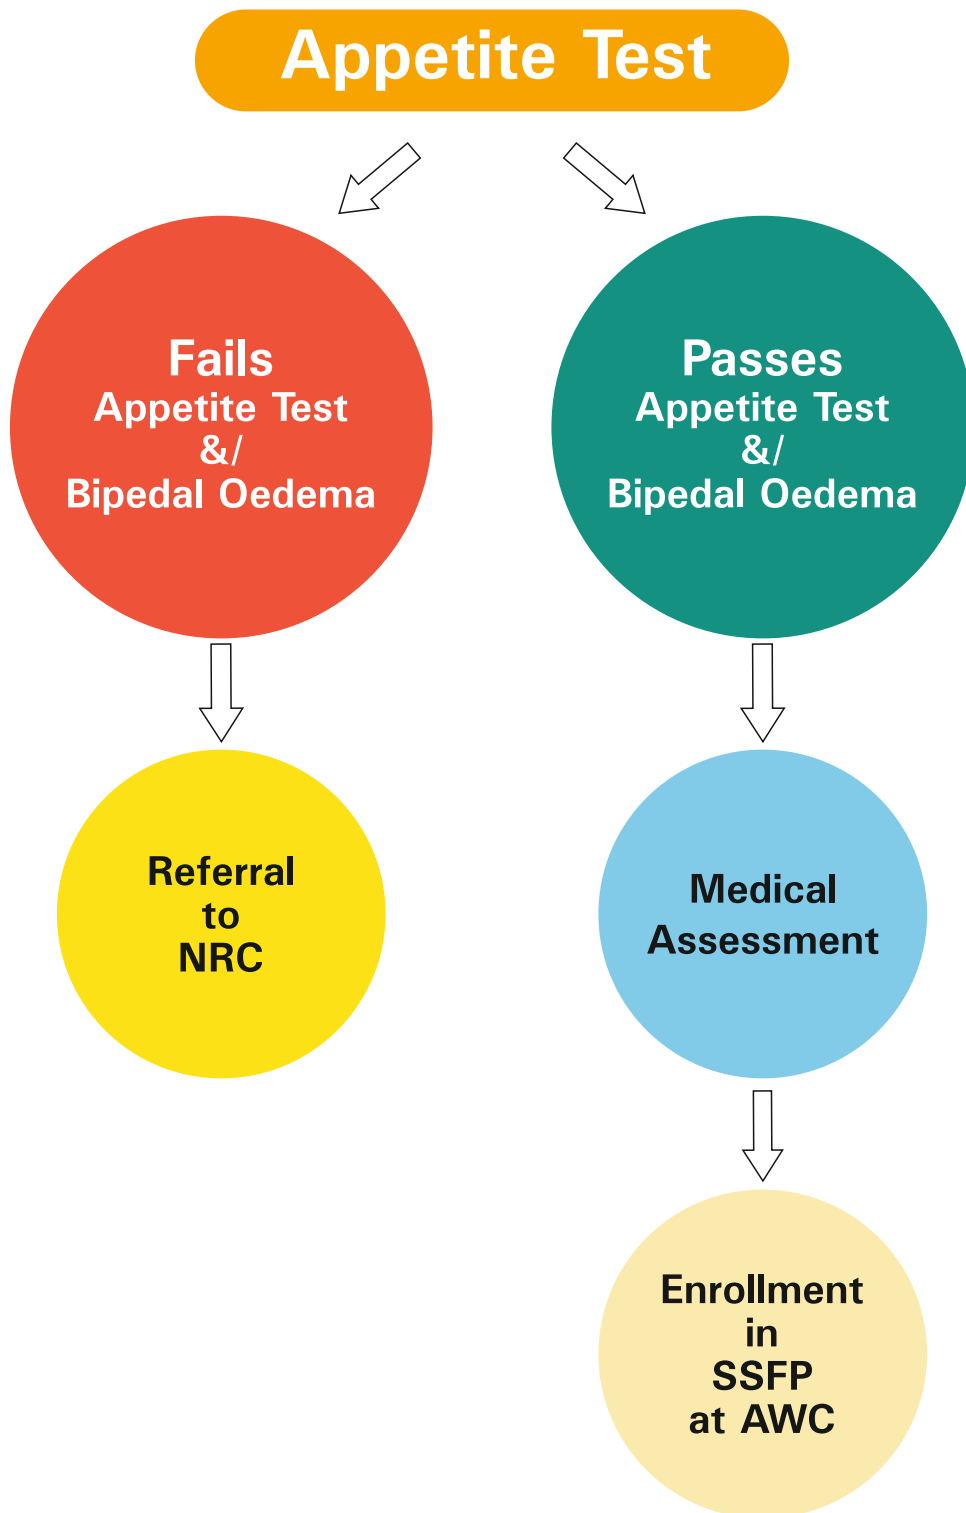 Appetite Test
Fails
Appetite Test
&/
Bipedal Oedema
Passes
Appetite Test
&/
Bipedal Oedema
Referral
to
NRC
Medical
Assessment
Enrollment
in
SSFP
at AWC